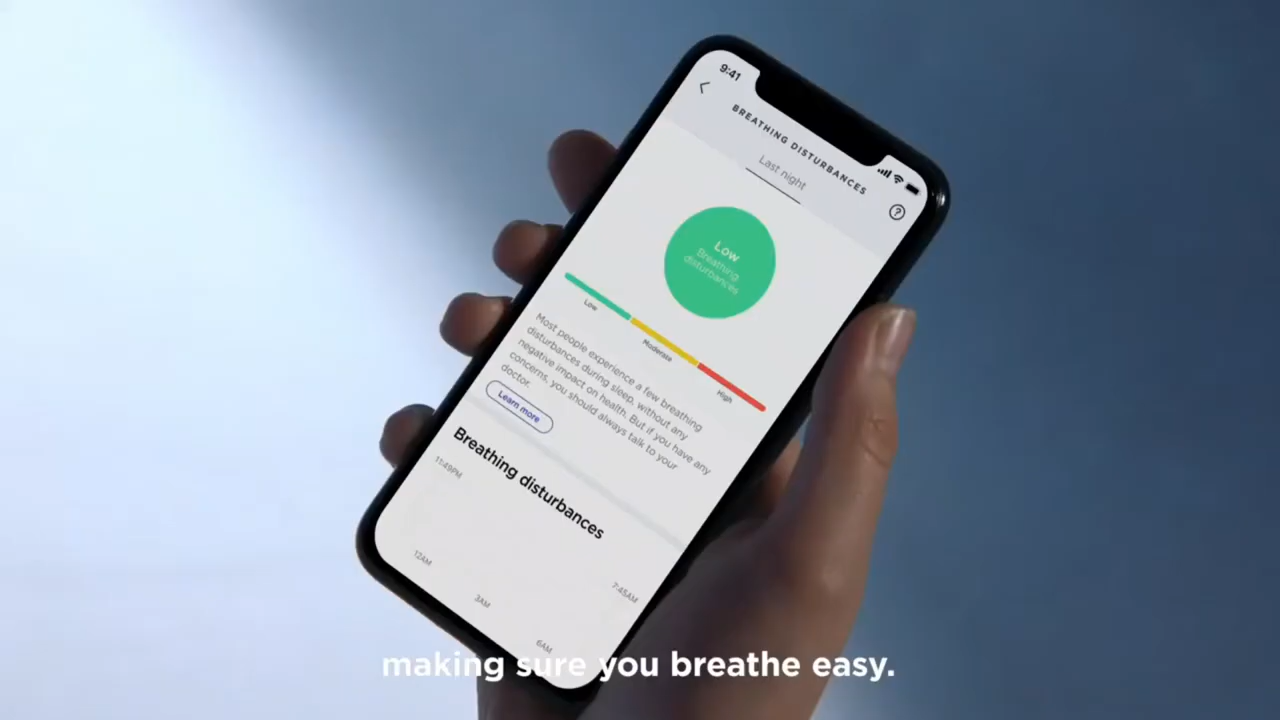 9:41
BREATHING DISTURBANCES
Last night
?
Low
Breathing
disturbances
Low
Moderate
High
Most people experience a few breathing
disturbances during sleep, without any
negative impact on health. But if you have any
concerns, you should always talk to your
doctor.
Learn more
Breathing disturbances
11:49PM
7:45AM
12AM
3AM
6AM
making sure you breathe easy.